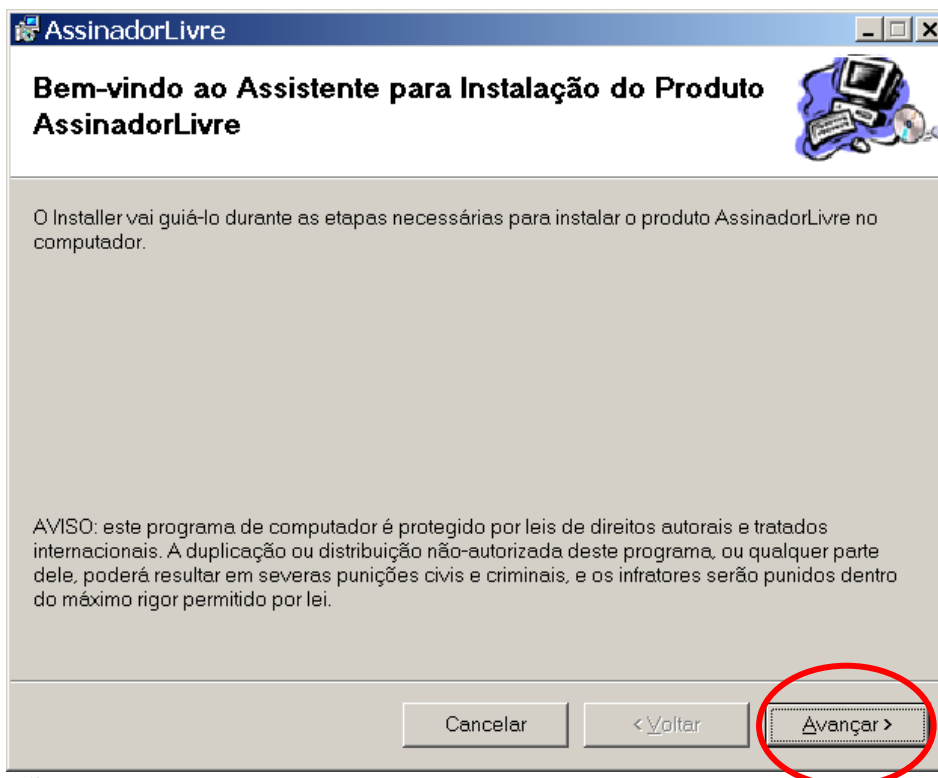 AssinadorLivre
Bem-vindo ao Assistente para Instalação do Produto
AssinadorLivre
O Installer vai guiá-lo durante as etapas necessárias para instalar o produto AssinadorLivre no
computador.
AVISO: este programa de computador é protegido por leis de direitos autorais e tratados
internacionais. A duplicação ou distribuição não-autorizada deste programa, ou qualquer parte
dele, poderá resultar em severas punições civis e criminais, e os infratores serão punidos dentro
do máximo rigor permitido por lei.
Cancelar < Voltar Avançar >